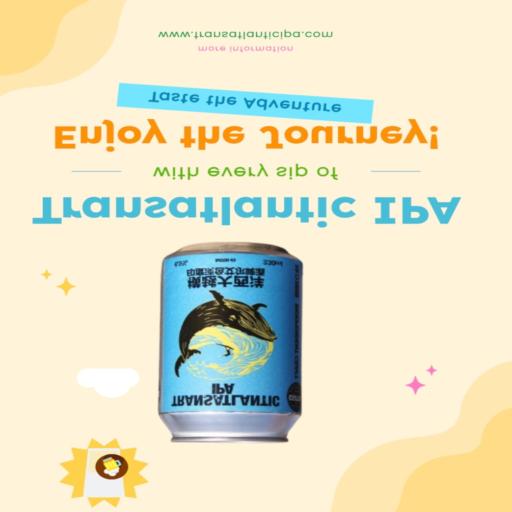 TRANSATLANTIC
IPA
330ml
Transatlantic IPA
with every sip of
Enjoy the Journey!
Taste the Adventure
more information
www.transatlanticipa.com